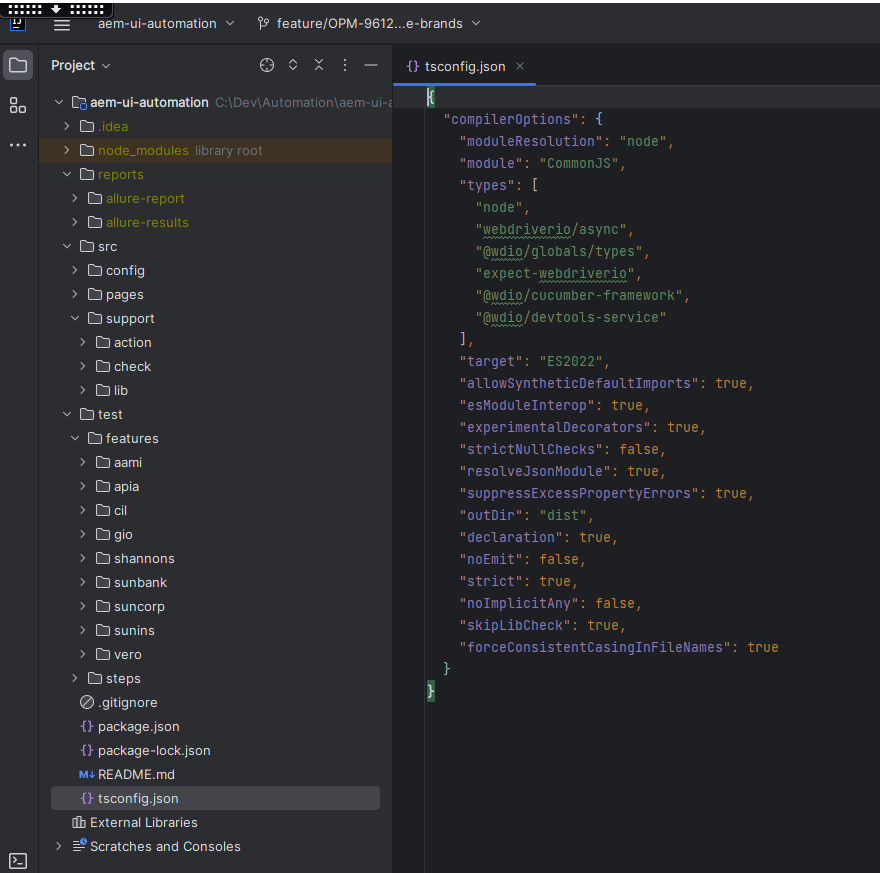 IJ
aem-ui-automation
feature/OPM-9612...e-brands
Project
tsconfig.json
aem-ui-automation C:\Dev\Automation\aem-ui-a
.idea
node_modules library root
reports
allure-report
allure-results
src
config
pages
support
action
check
lib
test
features
aami
apia
cil
gio
shannons
sunbank
suncorp
sunins
vero
steps
.gitignore
package.json
package-lock.json
M↓ README.md
tsconfig.json
External Libraries
Scratches and Consoles
{
  "compilerOptions": {
    "moduleResolution": "node",
    "module": "CommonJS",
    "types": [
      "node",
      "webdriverio/async",
      "@wdio/globals/types",
      "expect-webdriverio",
      "@wdio/cucumber-framework",
      "@wdio/devtools-service"
    ],
    "target": "ES2022",
    "allowSyntheticDefaultImports": true,
    "esModuleInterop": true,
    "experimentalDecorators": true,
    "strictNullChecks": false,
    "resolveJsonModule": true,
    "suppressExcessPropertyErrors": true,
    "outDir": "dist",
    "declaration": true,
    "noEmit": false,
    "strict": true,
    "noImplicitAny": false,
    "skipLibCheck": true,
    "forceConsistentCasingInFileNames": true
  }
}